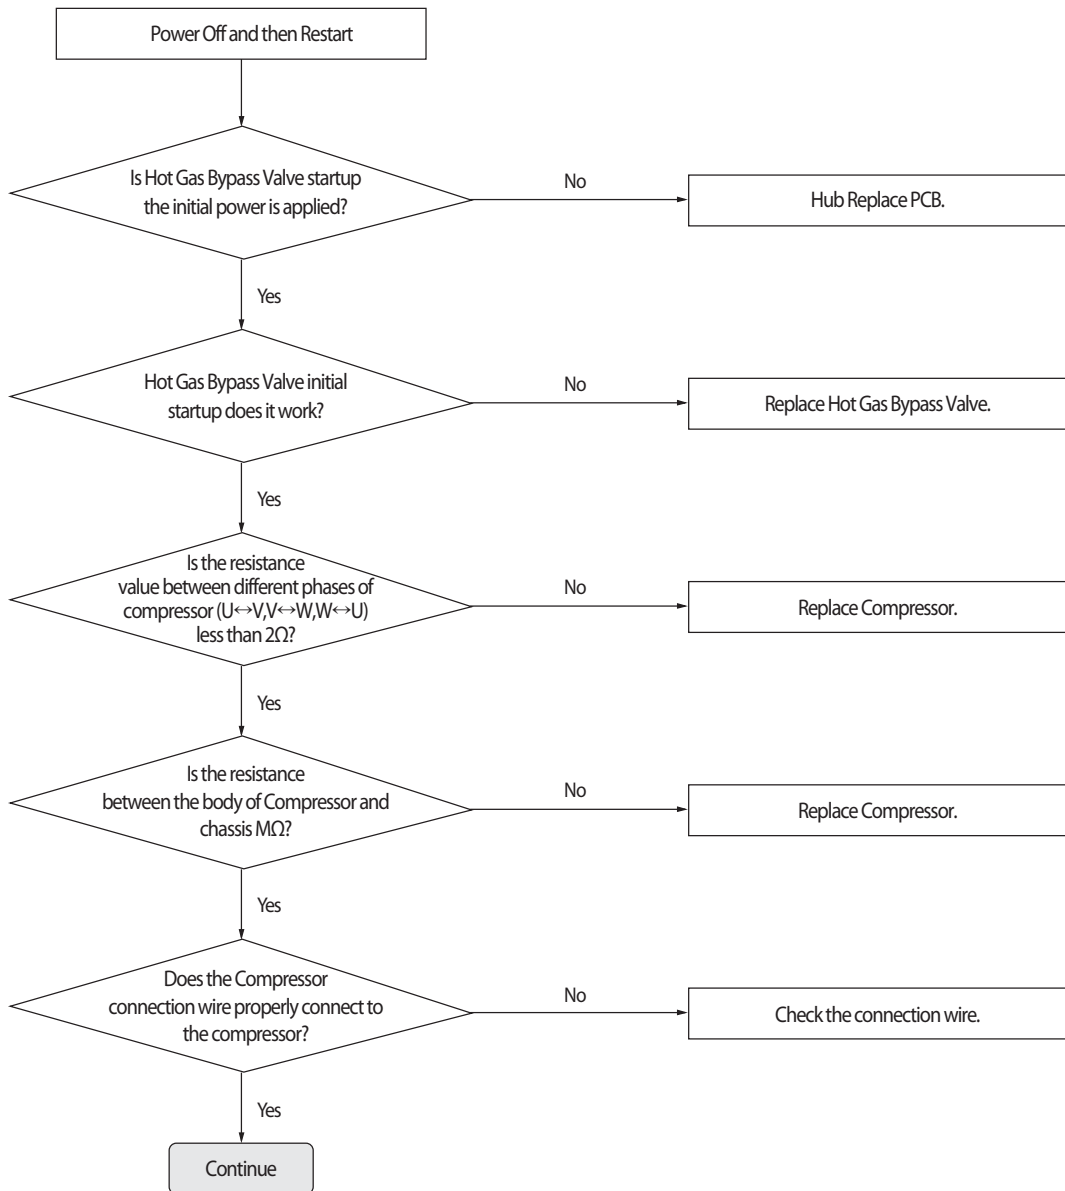 Power Off and then Restart
Is Hot Gas Bypass Valve startup
the initial power is applied?
No
Hub Replace PCB.
Yes
Hot Gas Bypass Valve initial
startup does it work?
No
Replace Hot Gas Bypass Valve.
Yes
Is the resistance
value between different phases of
compressor (U↔V,V↔W,W↔U)
less than 2Ω?
No
Replace Compressor.
Yes
Is the resistance
between the body of Compressor and
chassis MΩ?
No
Replace Compressor.
Yes
Does the Compressor
connection wire properly connect to
the compressor?
No
Check the connection wire.
Yes
Continue